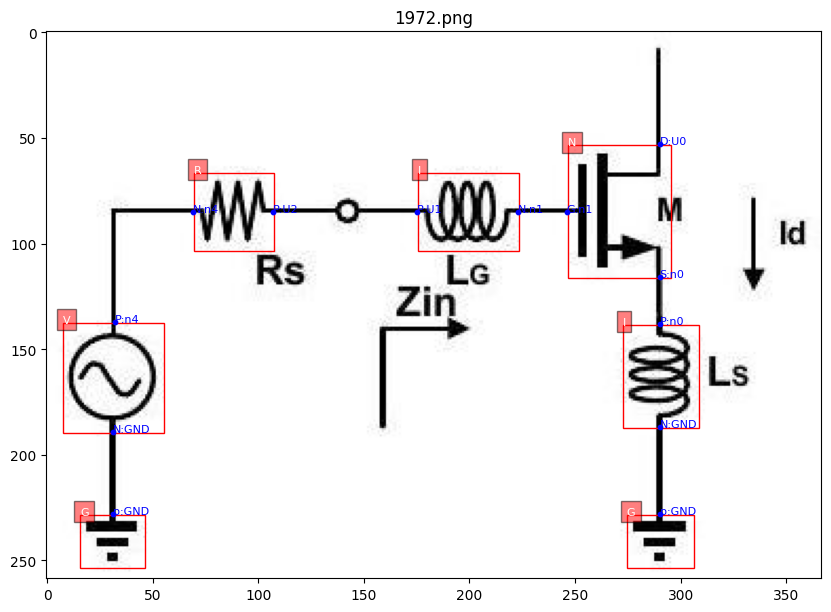 1972.png
0
50
100
150
200
250
0 50 100 150 200 250 300 350
D:U0
N
R
I
N:n4
P:U2
P:U1
N:n1
G:n1
M
Id
S:n0
Rs
LG
Zin
V
P:n4
I
P:n0
LS
N:GND
N:GND
G
p:GND
G
p:GND